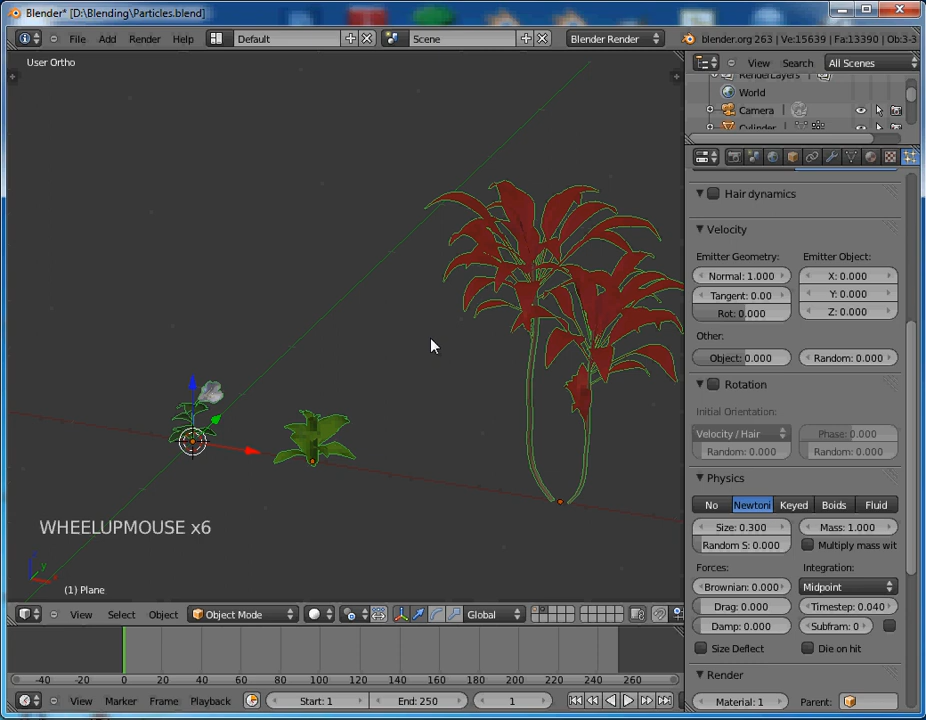 Blender* [D:\Blending\Particles.blend]
File Add Render Help Default Scene Blender Render blender.org 263 | Ve:15639 | Fa:13390 | Ob:3-3
User Ortho
View Search All Scenes
RenderLayers
World
Camera
Cylinder
Hair dynamics
Velocity
Emitter Geometry: Emitter Object:
Normal: 1.000 X: 0.000
Tangent: 0.00 Y: 0.000
Rot: 0.000 Z: 0.000
Other:
Object: 0.000 Random: 0.000
Rotation
Initial Orientation:
Velocity / Hair Phase: 0.000
Random: 0.000 Random: 0.000
Physics
No Newtoni Keyed Boids Fluid
Size: 0.300 Mass: 1.000
Random S: 0.000 Multiply mass wit
Forces: Integration:
Brownian: 0.000 Midpoint
Drag: 0.000 Timestep: 0.040
Damp: 0.000 Subfram: 0
Size Deflect Die on hit
Render
Material: 1 Parent:
WHEELUPMOUSE x6
z
y
x
(1) Plane
View Select Object Object Mode Global
-40 -20 0 20 40 60 80 100 120 140 160 180 200 220 240 260
View Marker Frame Playback Start: 1 End: 250 1